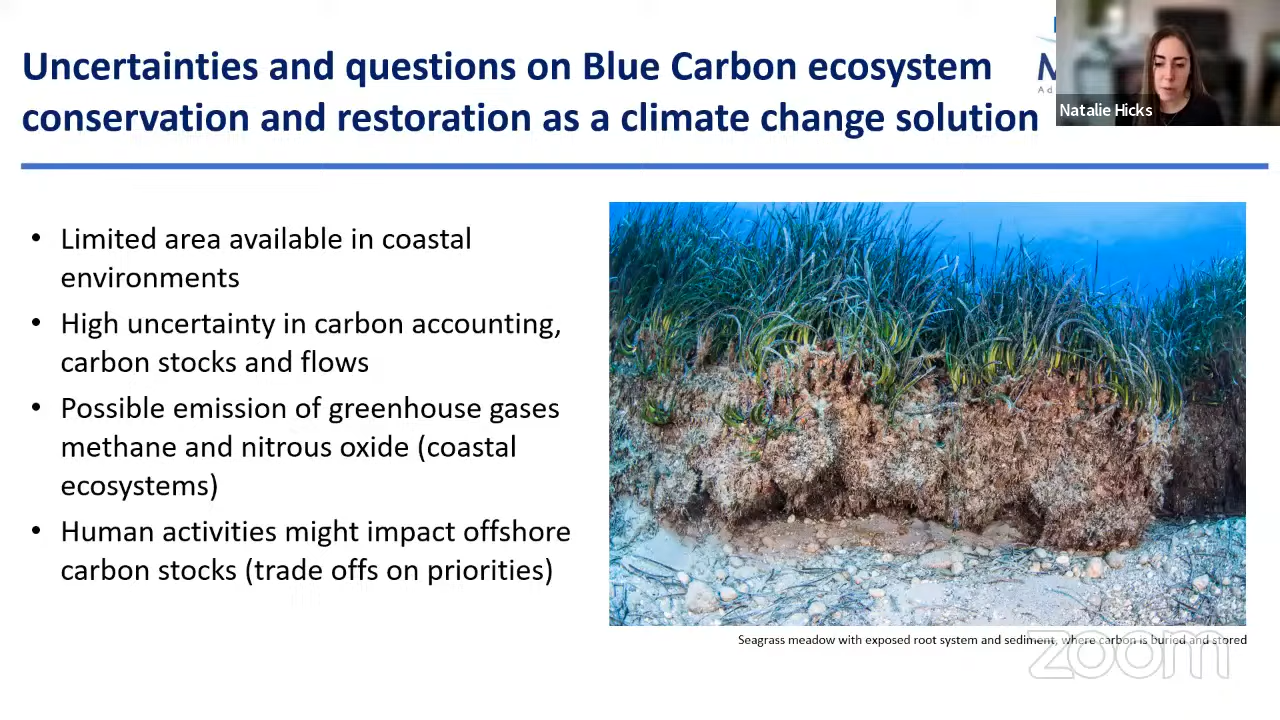 Uncertainties and questions on Blue Carbon ecosystem
conservation and restoration as a climate change solution
Natalie Hicks
• Limited area available in coastal
environments
• High uncertainty in carbon accounting,
carbon stocks and flows
• Possible emission of greenhouse gases
methane and nitrous oxide (coastal
ecosystems)
• Human activities might impact offshore
carbon stocks (trade offs on priorities)
Seagrass meadow with exposed root system and sediment, where carbon is buried and stored
zoom